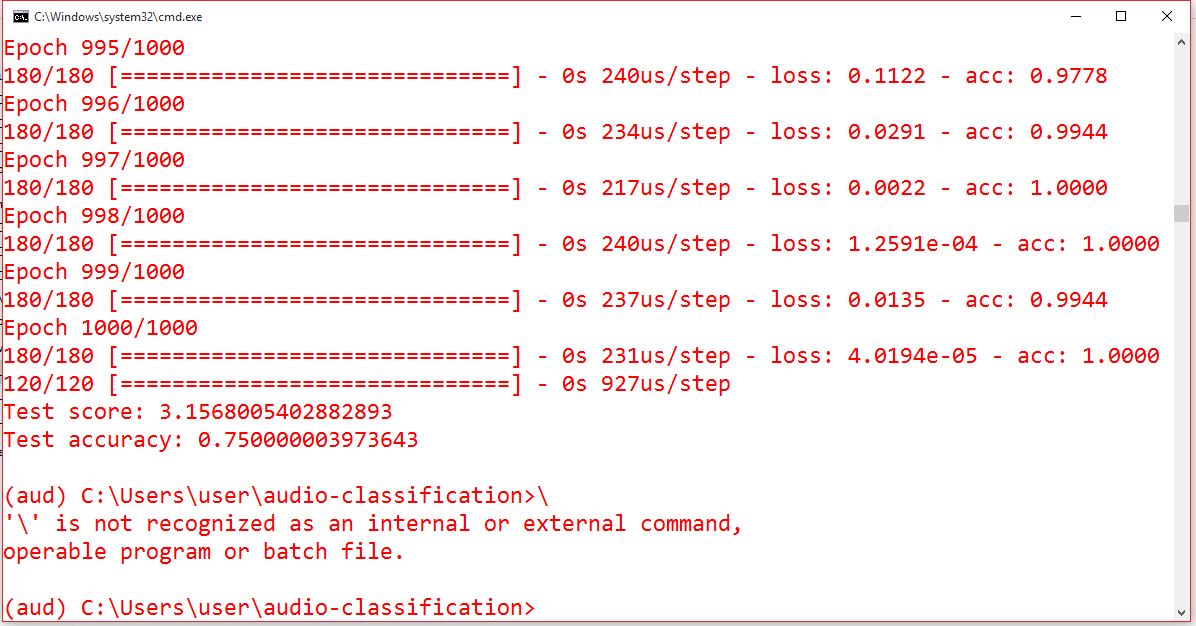 C:\Windows\system32\cmd.exe
Epoch 995/1000
180/180 [==============================] - 0s 240us/step - loss: 0.1122 - acc: 0.9778
Epoch 996/1000
180/180 [==============================] - 0s 234us/step - loss: 0.0291 - acc: 0.9944
Epoch 997/1000
180/180 [==============================] - 0s 217us/step - loss: 0.0022 - acc: 1.0000
Epoch 998/1000
180/180 [==============================] - 0s 240us/step - loss: 1.2591e-04 - acc: 1.0000
Epoch 999/1000
180/180 [==============================] - 0s 237us/step - loss: 0.0135 - acc: 0.9944
Epoch 1000/1000
180/180 [==============================] - 0s 231us/step - loss: 4.0194e-05 - acc: 1.0000
120/120 [==============================] - 0s 927us/step
Test score: 3.1568005402882893
Test accuracy: 0.750000003973643
(aud) C:\Users\user\audio-classification>\
'\' is not recognized as an internal or external command,
operable program or batch file.
(aud) C:\Users\user\audio-classification>